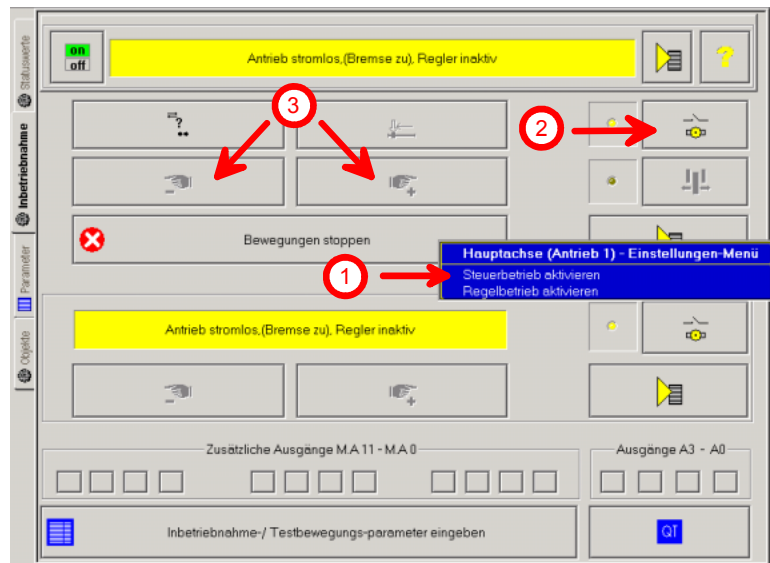 on
off
Antrieb stromlos,(Bremse zu), Regler inaktiv
?
Statuswerte
Inbetriebnahme
Parameter
Objekte
?
3
2
Bewegungen stoppen
Hauptachse (Antrieb 1) - Einstellungen-Menü
1
Steuerbetrieb aktivieren
Regelbetrieb aktivieren
Antrieb stromlos,(Bremse zu), Regler inaktiv
Zusätzliche Ausgänge M.A 11 - M.A 0
Ausgänge A3 - A0
Inbetriebnahme-/ Testbewegungs-parameter eingeben
QT